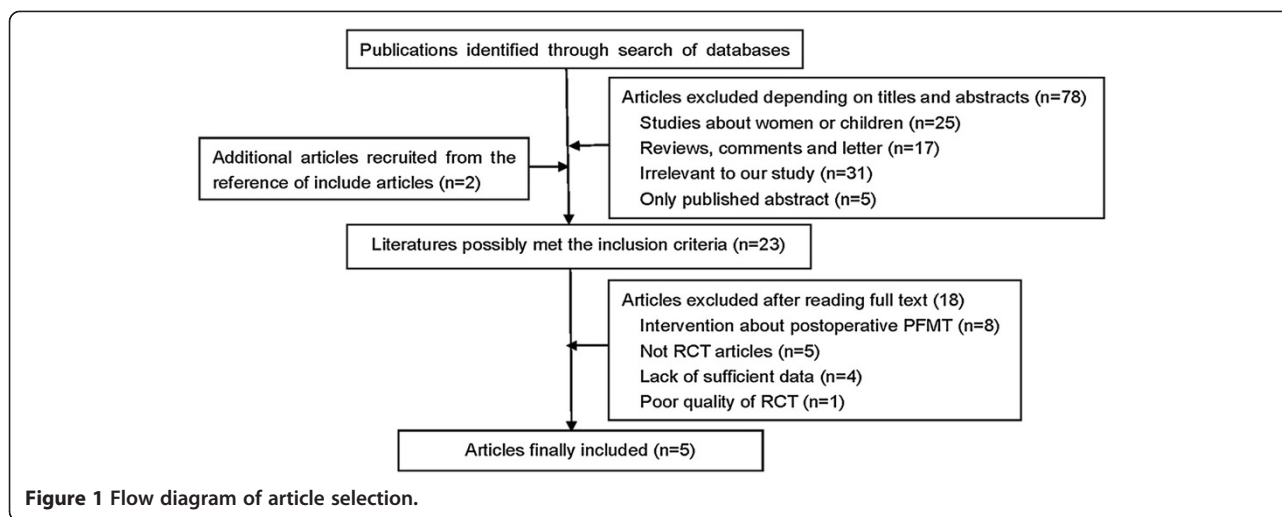 Publications identified through search of databases
Articles excluded depending on titles and abstracts (n=78)
Studies about women or children (n=25)
Reviews, comments and letter (n=17)
Irrelevant to our study (n=31)
Only published abstract (n=5)
Additional articles recruited from the
reference of include articles (n=2)
Literatures possibly met the inclusion criteria (n=23)
Articles excluded after reading full text (18)
Intervention about postoperative PFMT (n=8)
Not RCT articles (n=5)
Lack of sufficient data (n=4)
Poor quality of RCT (n=1)
Articles finally included (n=5)
Figure 1 Flow diagram of article selection.